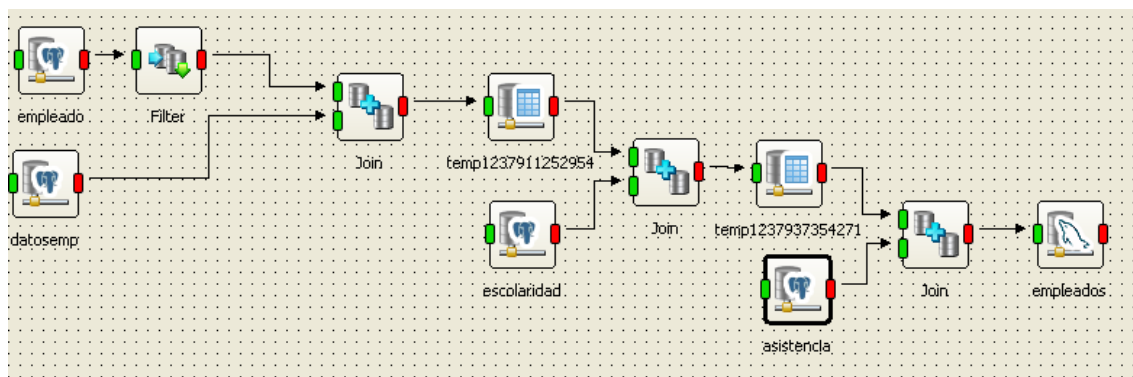 empleado
Filter
Join
temp1237911252954
datosemp
Join
temp1237937354271
escolaridad
Join
empleados
asistencia